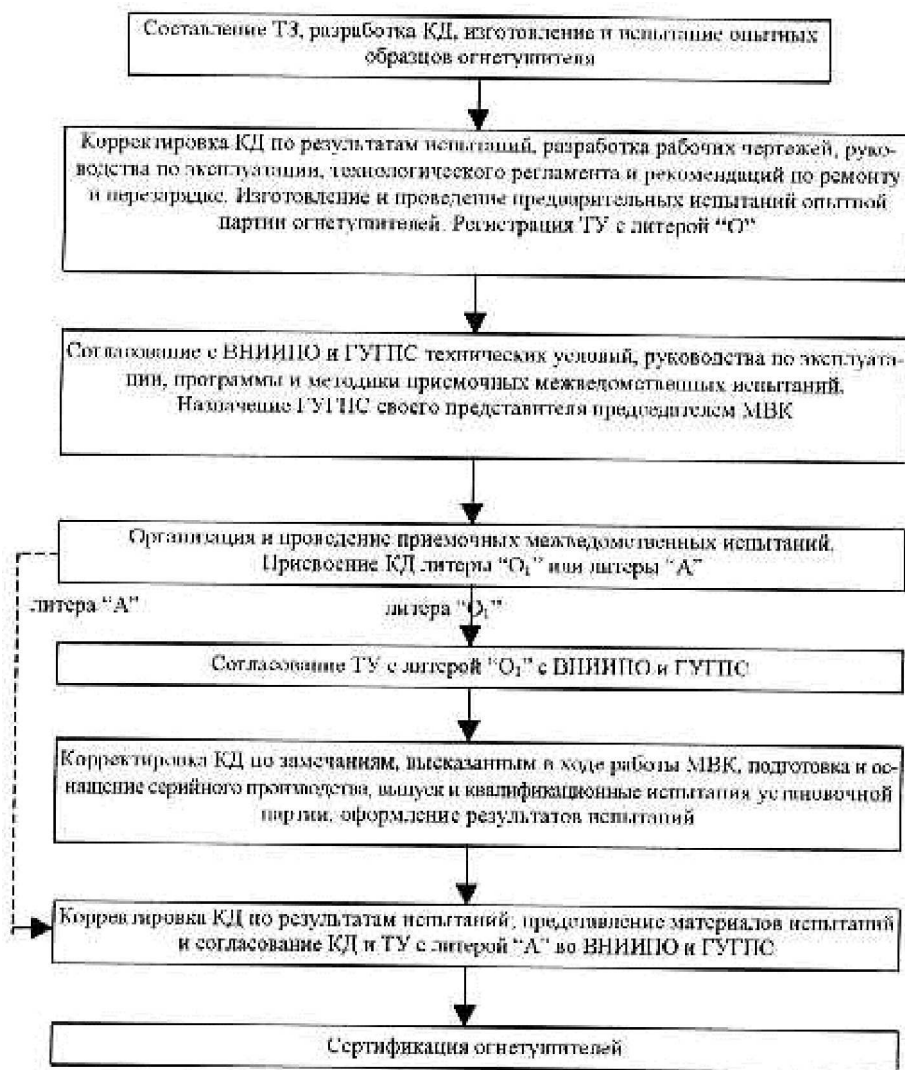 Составление ТЗ, разработка КД, изготовление и испытание опытных
образцов огнетушителя
Корректировка КД по результатам испытаний, разработка рабочих чертежей, руко-
водства по эксплуатации, технологического регламента и рекомендаций по ремонту
и перезарядке. Изготовление и проведение предварительных испытаний опытной
партии огнетушителей. Регистрация ТУ с литерой “О”
Согласование с ВНИИПО и ГУГПС технических условий, руководства по эксплуата-
ции, программы и методики приемочных межведомственных испытаний.
Назначение ГУГПС своего представителя председателем МВК
Организация и проведение приемочных межведомственных испытаний.
Присвоение КД литеры “О₁” или литеры “А”
литера “А”
литера “О₁”
Согласование ТУ с литерой “О₁” с ВНИИПО и ГУГПС
Корректировка КД по замечаниям, высказанным в ходе работы МВК, подготовка и ос-
нащение серийного производства, выпуск и квалификационные испытания установочной
партии, оформление результатов испытаний
Корректировка КД по результатам испытаний; представление материалов испытаний
и согласование КД и ТУ с литерой “А” во ВНИИПО и ГУГПС
Сертификация огнетушителей